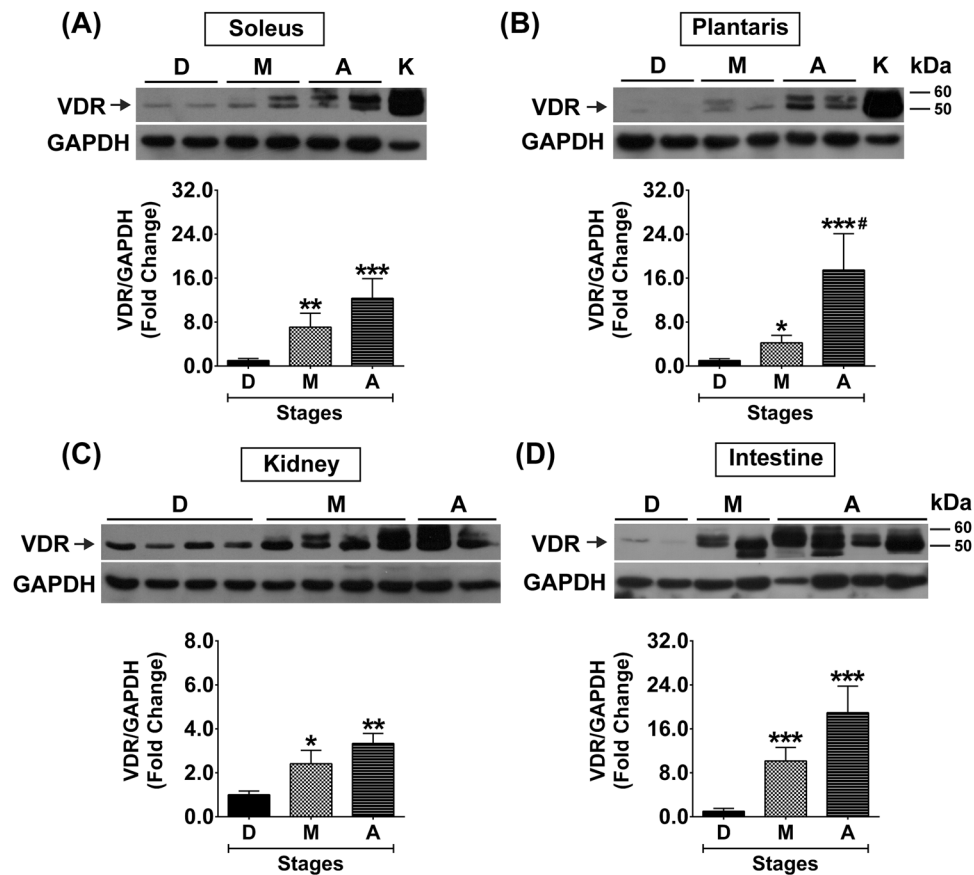 (A) Soleus
D M A K
VDR
GAPDH
VDR/GAPDH
(Fold Change)
32.0
24.0
16.0
8.0
0.0
**
***
D M A
Stages
(B) Plantaris
D M A K kDa
VDR
60
50
GAPDH
VDR/GAPDH
(Fold Change)
32.0
24.0
16.0
8.0
0.0
*
***#
D M A
Stages
(C) Kidney
D M A
VDR
GAPDH
VDR/GAPDH
(Fold Change)
8.0
6.0
4.0
2.0
0.0
*
**
D M A
Stages
(D) Intestine
D M A kDa
VDR
60
50
GAPDH
VDR/GAPDH
(Fold Change)
32.0
24.0
16.0
8.0
0.0
***
***
D M A
Stages